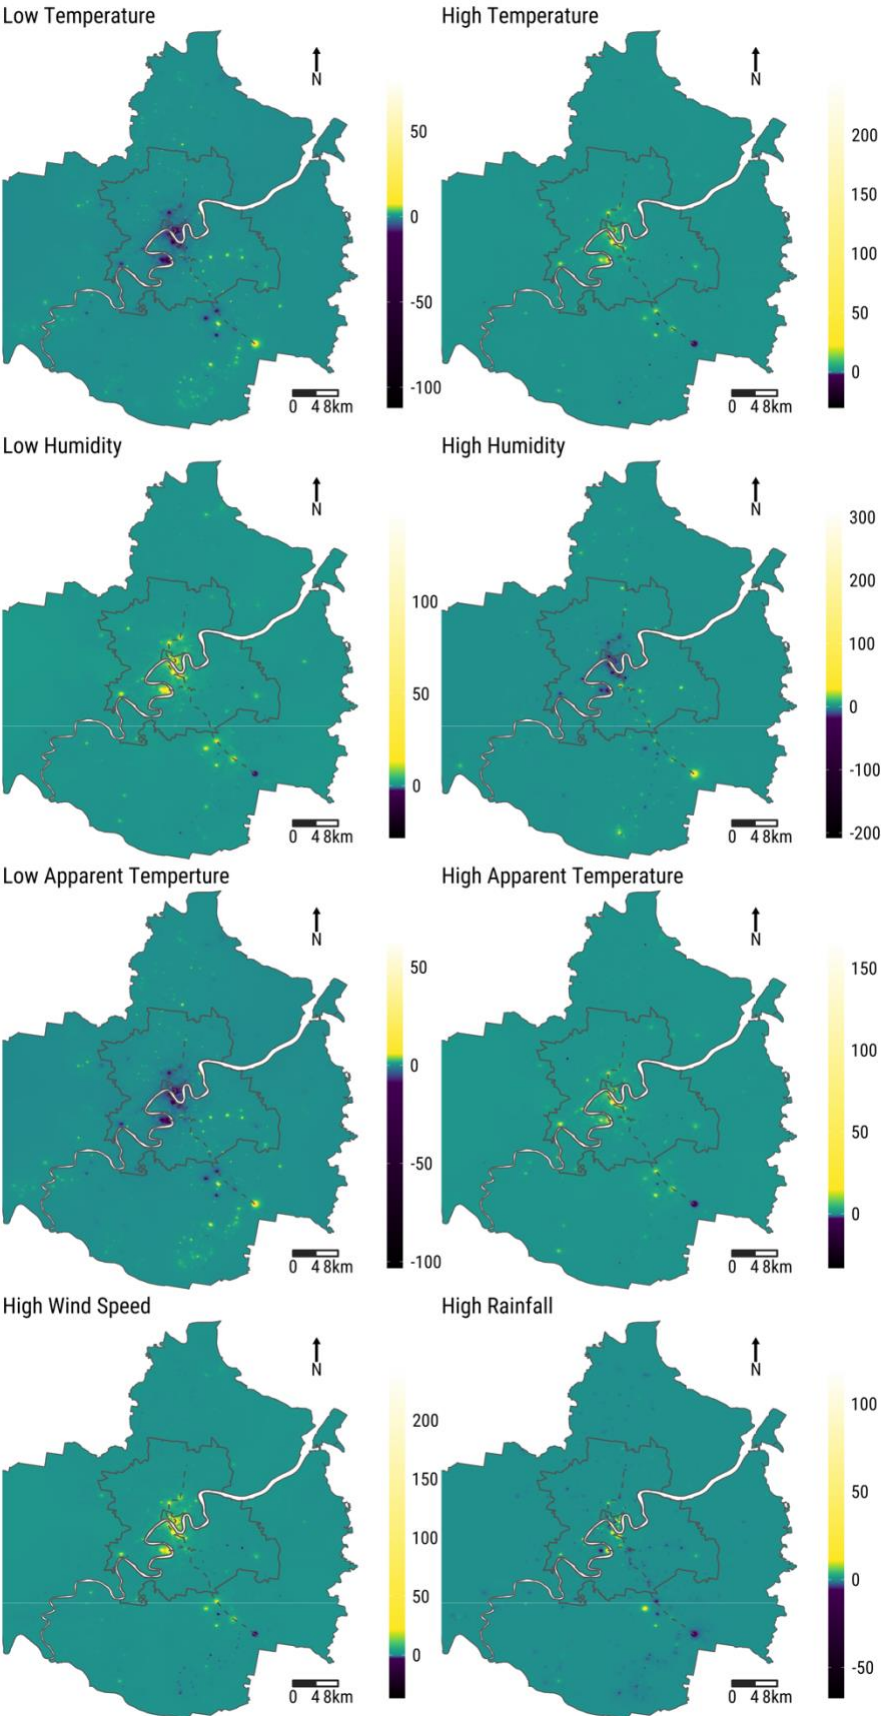 Low Temperature
N
50
0
-50
-100
0 4 8km
High Temperature
N
200
150
100
50
0
0 4 8km
Low Humidity
N
100
50
0
0 4 8km
High Humidity
N
300
200
100
0
-100
-200
0 4 8km
Low Apparent Temperture
N
50
0
-50
-100
0 4 8km
High Apparent Temperature
N
150
100
50
0
0 4 8km
High Wind Speed
N
200
150
100
50
0
0 4 8km
High Rainfall
N
100
50
0
-50
0 4 8km